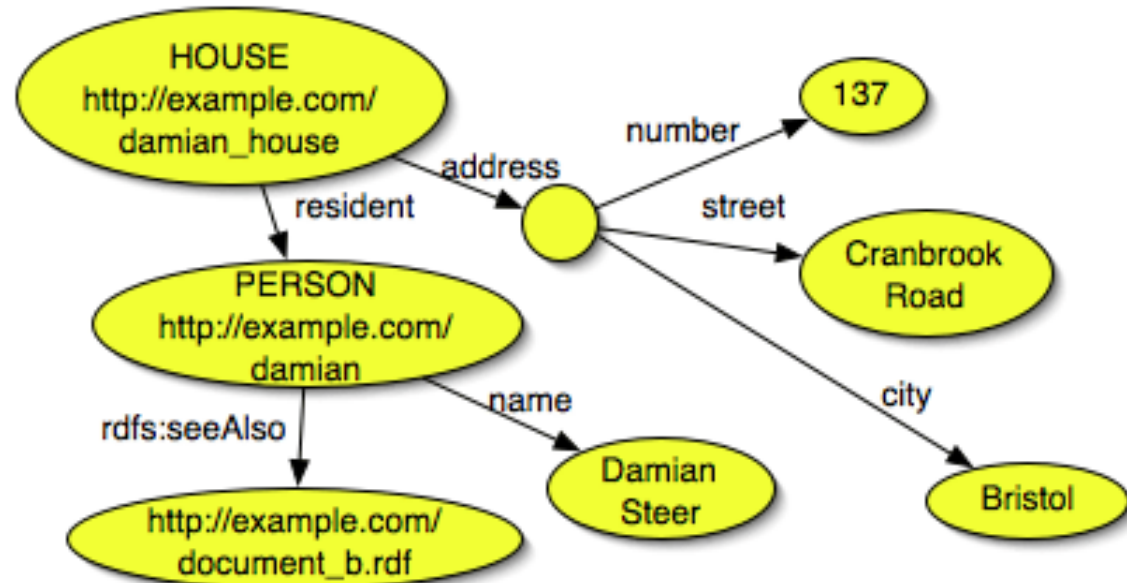 HOUSE
http://example.com/
damian_house
137
number
address
resident
street
Cranbrook
Road
PERSON
http://example.com/
damian
city
name
rdfs:seeAlso
Damian
Steer
Bristol
http://example.com/
document_b.rdf